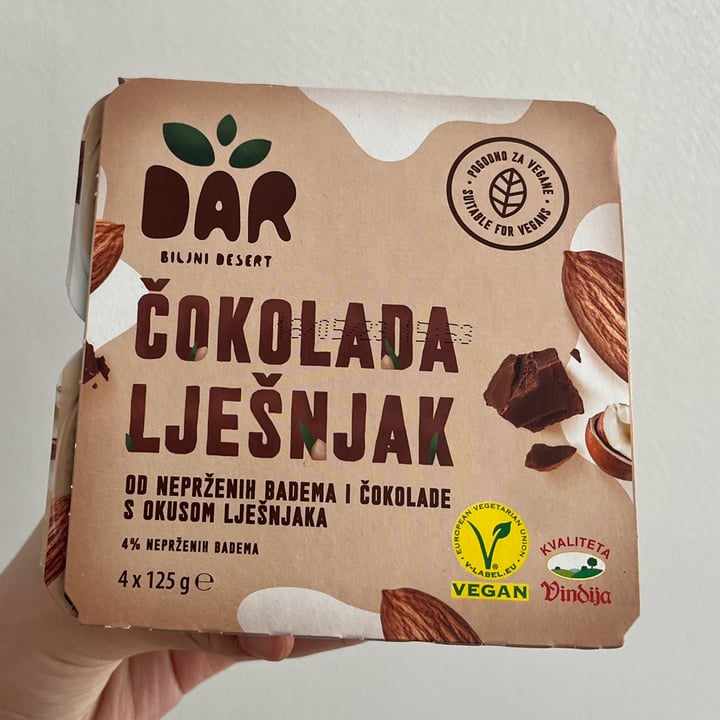 DAR
BILJNI DESERT
• POGODNO ZA VEGANE •
SUITABLE FOR VEGANS
ČOKOLADA
LJEŠNJAK
OD NEPRŽENIH BADEMA I ČOKOLADE
S OKUSOM LJEŠNJAKA
4% NEPRŽENIH BADEMA
4 x 125 g ℮
EUROPEAN VEGETARIAN UNION
• V-LABEL.EU •
VEGAN
KVALITETA
Vindija